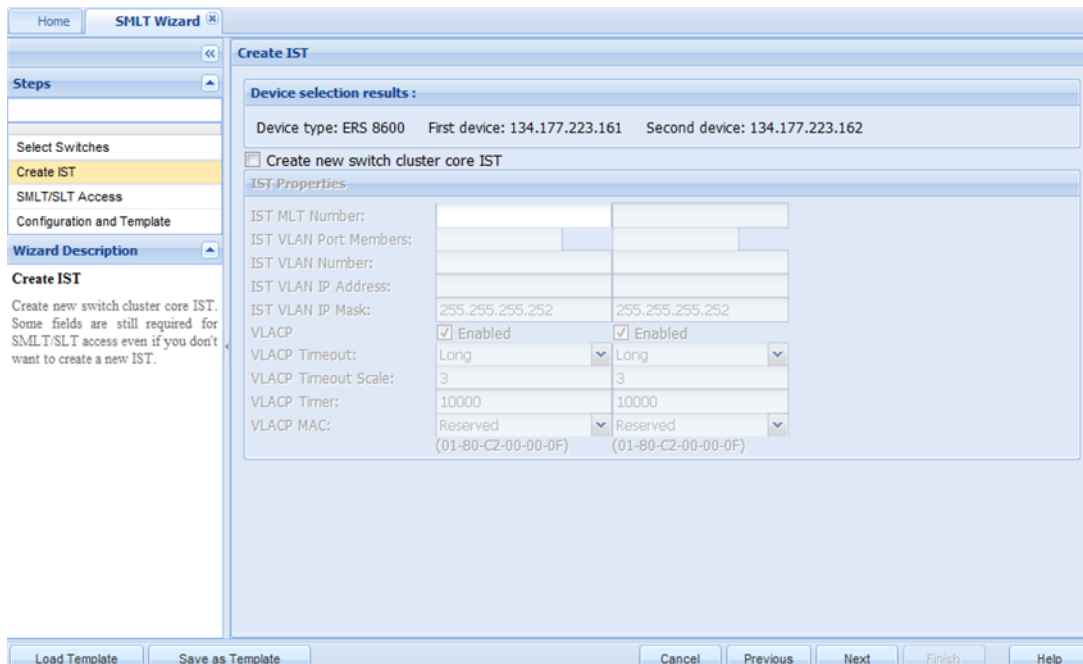 Home SMLT Wizard
Create IST
Steps
Device selection results :
Device type: ERS 8600 First device: 134.177.223.161 Second device: 134.177.223.162
Select Switches
Create new switch cluster core IST
Create IST
IST Properties
SMLT/SLT Access
IST MLT Number:
Configuration and Template
IST VLAN Port Members:
Wizard Description
IST VLAN Number:
Create IST
IST VLAN IP Address:
Create new switch cluster core IST.
Some fields are still required for
SMLT/SLT access even if you don't
want to create a new IST.
IST VLAN IP Mask: 255.255.255.252 255.255.255.252
VLACP Enabled Enabled
VLACP Timeout: Long Long
VLACP Timeout Scale: 3 3
VLACP Timer: 10000 10000
VLACP MAC: Reserved Reserved
(01-80-C2-00-00-0F) (01-80-C2-00-00-0F)
Load Template Save as Template Cancel Previous Next Finish Help